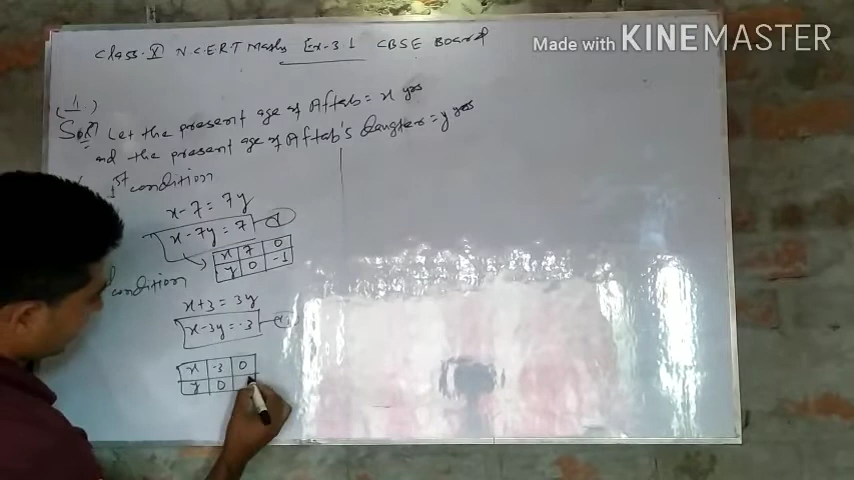 Made with KINEMASTER
Class-X N.C.E.R.T Maths Ex-3.1 CBSE Board
(1.)
Sol? Let the present age of Aftab = x yrs
and the present age of Aftab's Daughter = y yrs
1st condition
x-7 = 7y
x-7y = 7
x 7 0
y 0 -1
condition
x+3 = 3y
x-3y = -3
x -3 0
y 0